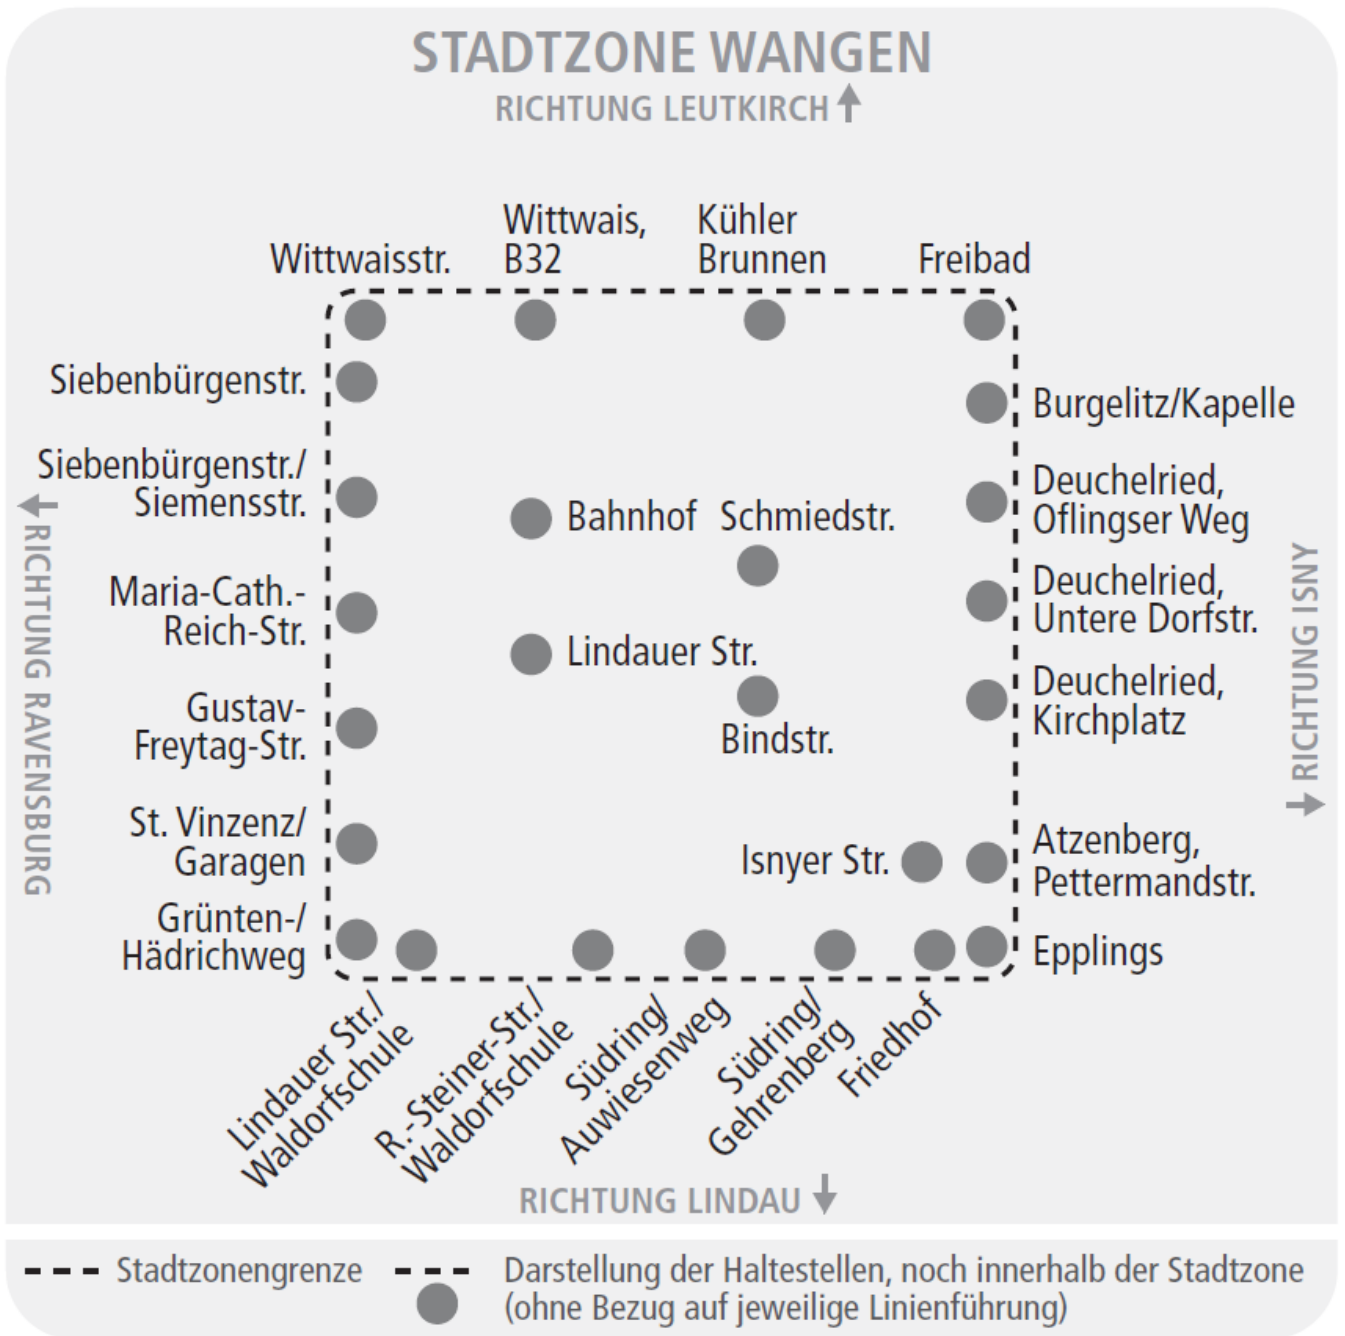 STADTZONE WANGEN
RICHTUNG LEUTKIRCH
Wittwaisstr.
Wittwais,
B32
Kühler
Brunnen
Freibad
Siebenbürgenstr.
Siebenbürgenstr./
Siemensstr.
Maria-Cath.-
Reich-Str.
Gustav-
Freytag-Str.
St. Vinzenz/
Garagen
Grünten-/
Hädrichweg
RICHTUNG RAVENSBURG
Bahnhof
Schmiedstr.
Lindauer Str.
Bindstr.
Isnyer Str.
Burgelitz/Kapelle
Deuchelried,
Oflingser Weg
Deuchelried,
Untere Dorfstr.
Deuchelried,
Kirchplatz
Atzenberg,
Pettermandstr.
Epplings
RICHTUNG ISNY
Lindauer Str./
Waldorfschule
R.-Steiner-Str./
Waldorfschule
Südring/
Auwiesenweg
Südring/
Gehrenberg
Friedhof
RICHTUNG LINDAU
Stadtzonengrenze
Darstellung der Haltestellen, noch innerhalb der Stadtzone
(ohne Bezug auf jeweilige Linienführung)